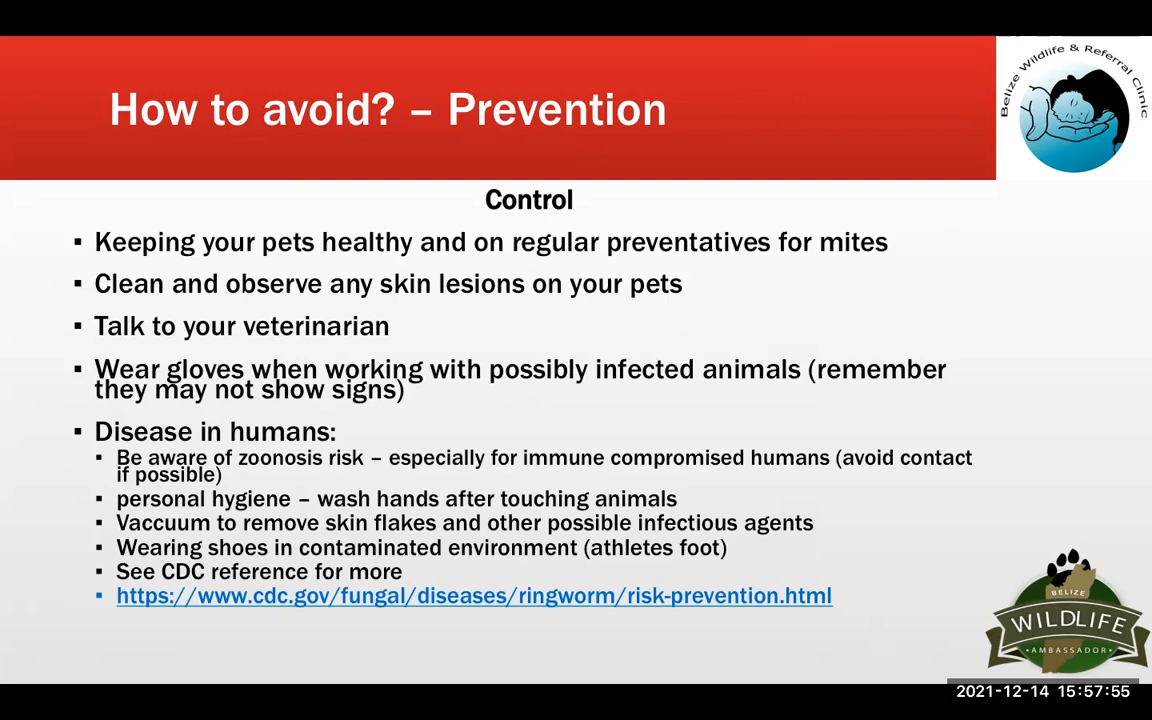 Belize Wildlife & Referral Clinic
How to avoid? – Prevention
Control
▪ Keeping your pets healthy and on regular preventatives for mites
▪ Clean and observe any skin lesions on your pets
▪ Talk to your veterinarian
▪ Wear gloves when working with possibly infected animals (remember
they may not show signs)
▪ Disease in humans:
▪ Be aware of zoonosis risk – especially for immune compromised humans (avoid contact
if possible)
▪ personal hygiene – wash hands after touching animals
▪ Vaccuum to remove skin flakes and other possible infectious agents
▪ Wearing shoes in contaminated environment (athletes foot)
▪ See CDC reference for more
▪ https://www.cdc.gov/fungal/diseases/ringworm/risk-prevention.html
BELIZE
WILDLIFE
• AMBASSADOR •
2021-12-14 15:57:55